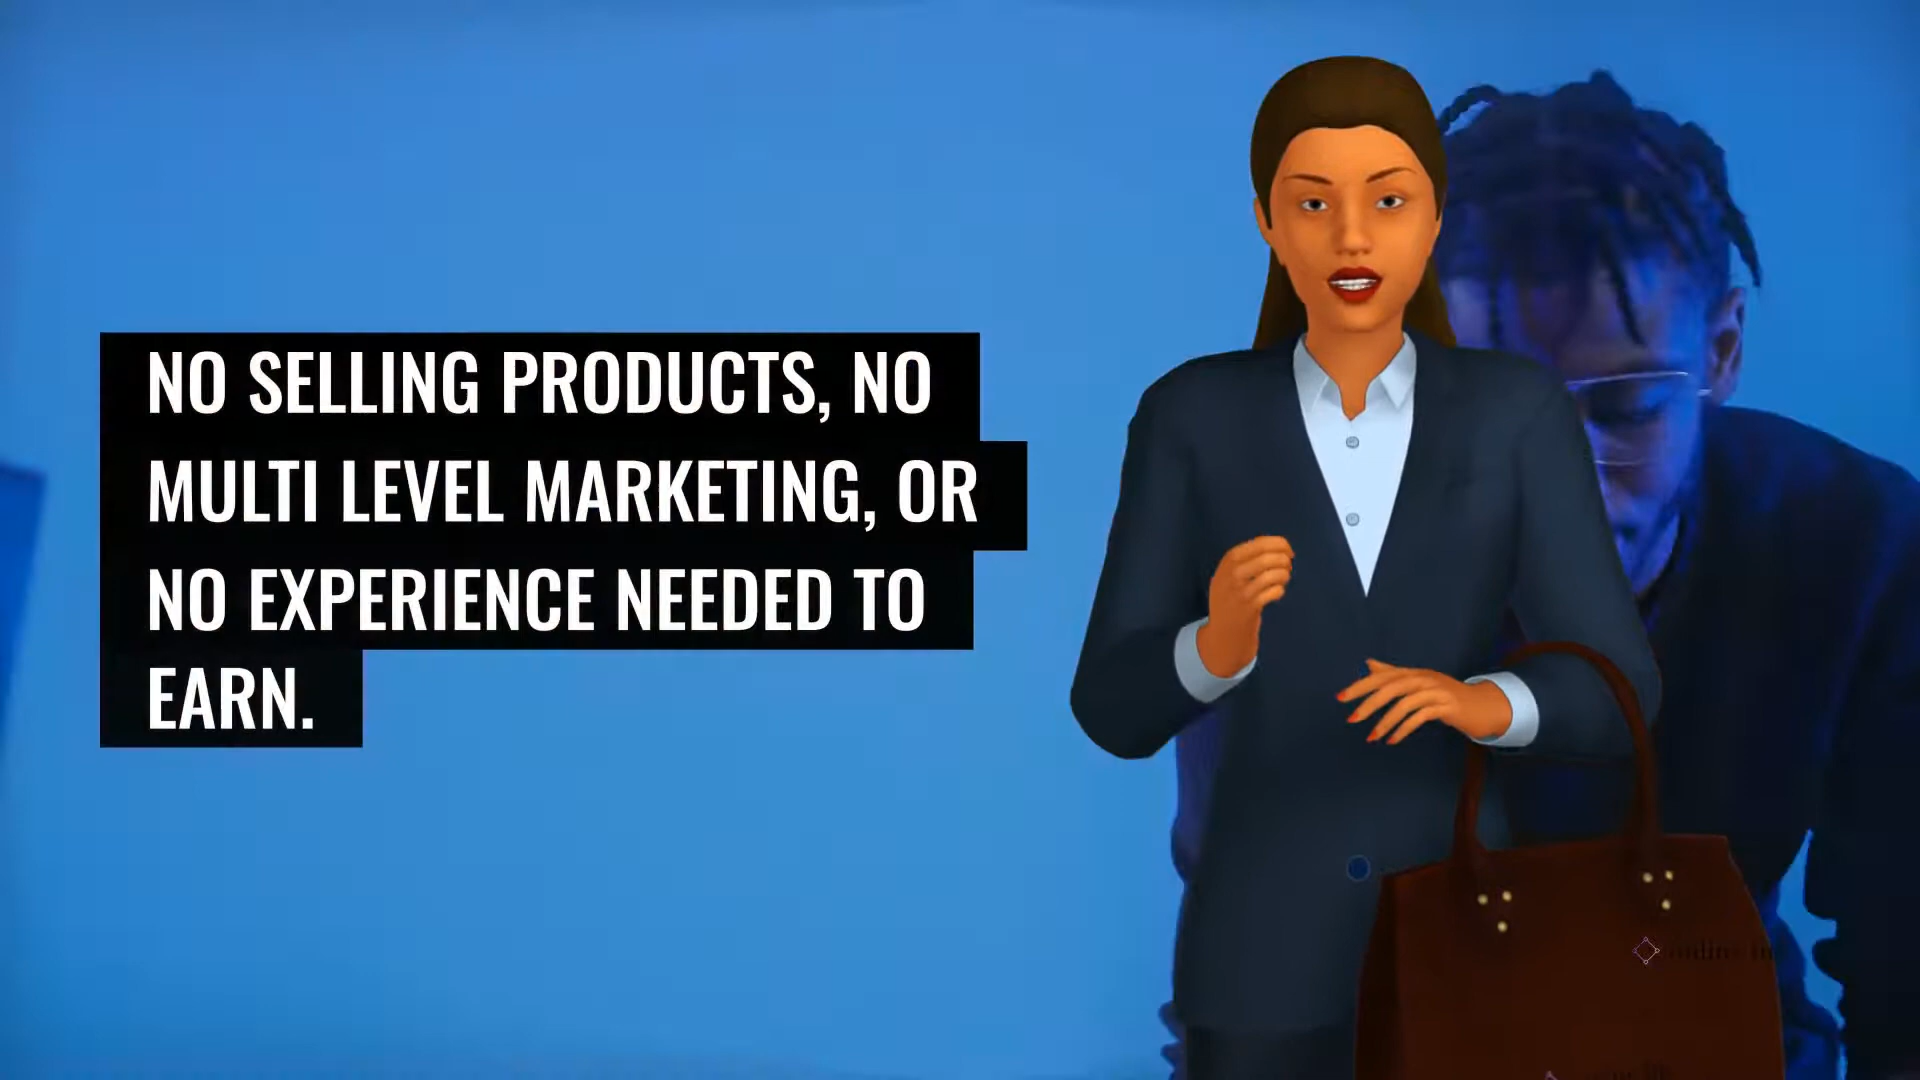 NO SELLING PRODUCTS, NO
MULTI LEVEL MARKETING, OR
NO EXPERIENCE NEEDED TO
EARN.